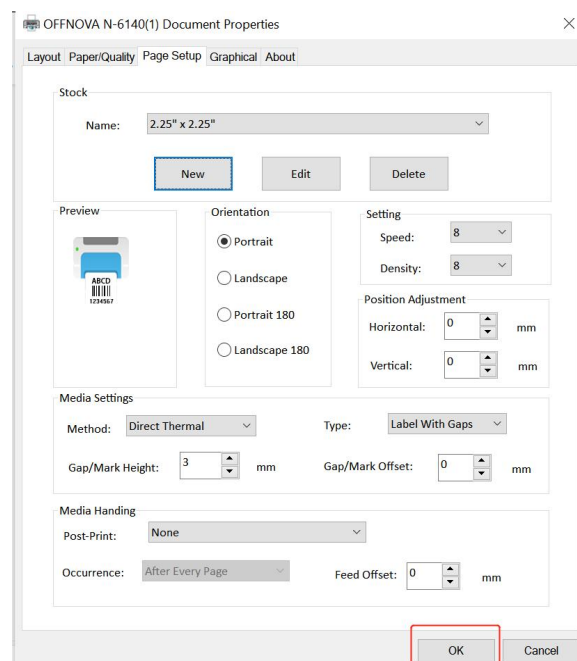 OFFNOVA N-6140(1) Document Properties
Layout Paper/Quality Page Setup Graphical About
Stock
Name: 2.25" x 2.25"
New Edit Delete
Preview
ABCD
1234567
Orientation
Portrait
Landscape
Portrait 180
Landscape 180
Setting
Speed: 8
Density: 8
Position Adjustment
Horizontal: 0 mm
Vertical: 0 mm
Media Settings
Method: Direct Thermal Type: Label With Gaps
Gap/Mark Height: 3 mm Gap/Mark Offset: 0 mm
Media Handing
Post-Print: None
Occurrence: After Every Page Feed Offset: 0 mm
OK Cancel